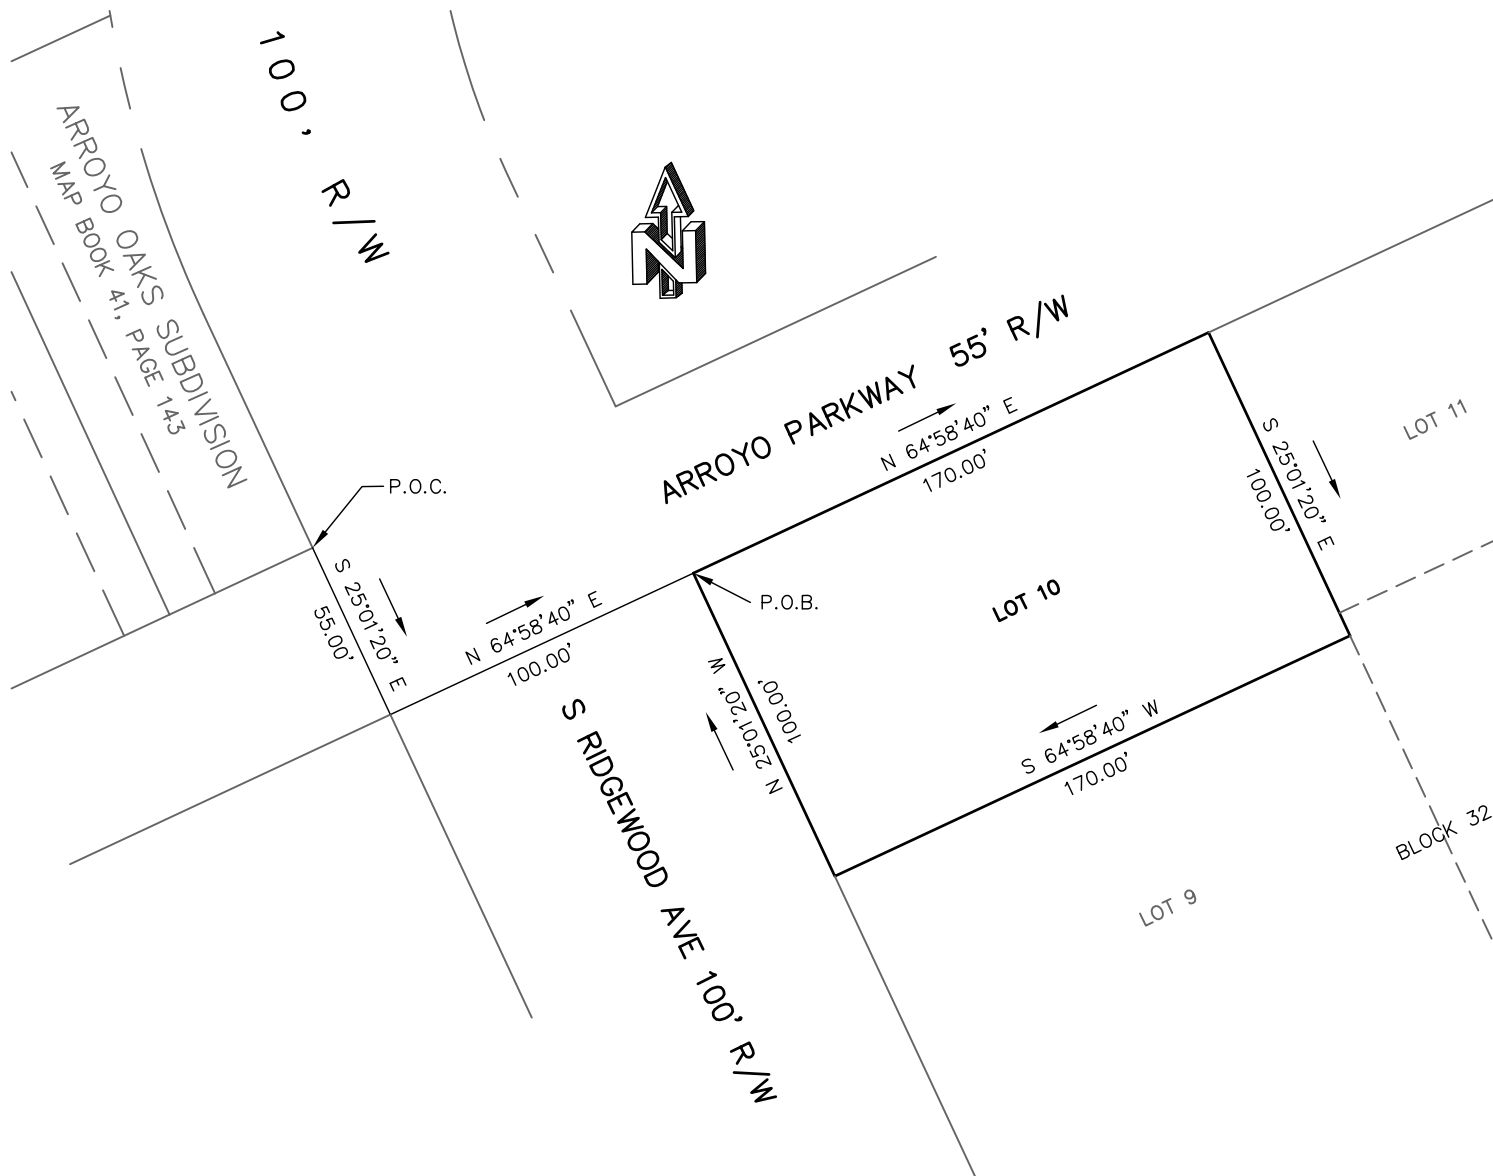 100' R/W
ARROYO OAKS SUBDIVISION
MAP BOOK 41, PAGE 143
N
ARROYO PARKWAY 55' R/W
N 64°58'40" E
170.00'
S 25°01'20" E
100.00'
LOT 11
P.O.C.
S 25°01'20" E
55.00'
N 64°58'40" E
100.00'
P.O.B.
LOT 10
N 25°01'20" W
100.00'
S 64°58'40" W
170.00'
S RIDGEWOOD AVE 100' R/W
BLOCK 32
LOT 9